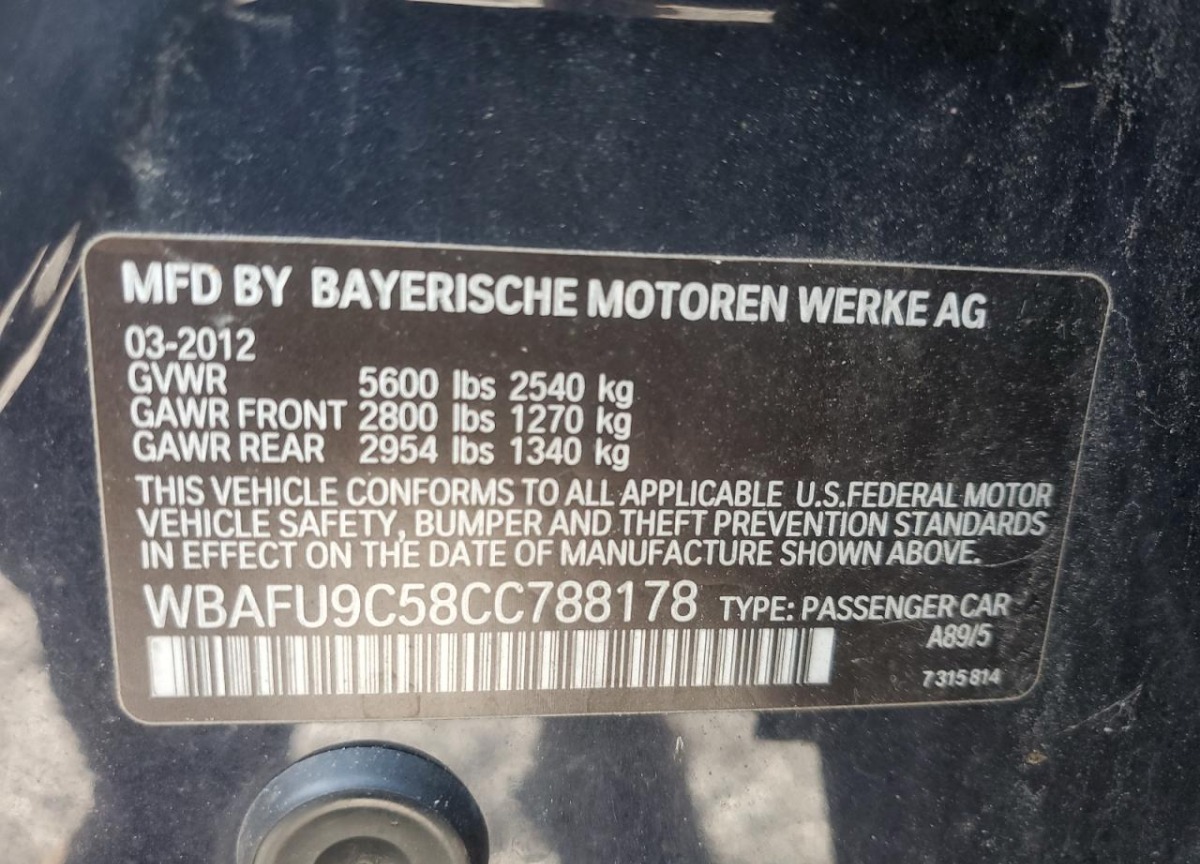 MFD BY BAYERISCHE MOTOREN WERKE AG
03-2012
GVWR 5600 lbs 2540 kg
GAWR FRONT 2800 lbs 1270 kg
GAWR REAR 2954 lbs 1340 kg
THIS VEHICLE CONFORMS TO ALL APPLICABLE U.S.FEDERAL MOTOR
VEHICLE SAFETY, BUMPER AND THEFT PREVENTION STANDARDS
IN EFFECT ON THE DATE OF MANUFACTURE SHOWN ABOVE.
WBAFU9C58CC788178 TYPE: PASSENGER CAR
A89/5
7315814